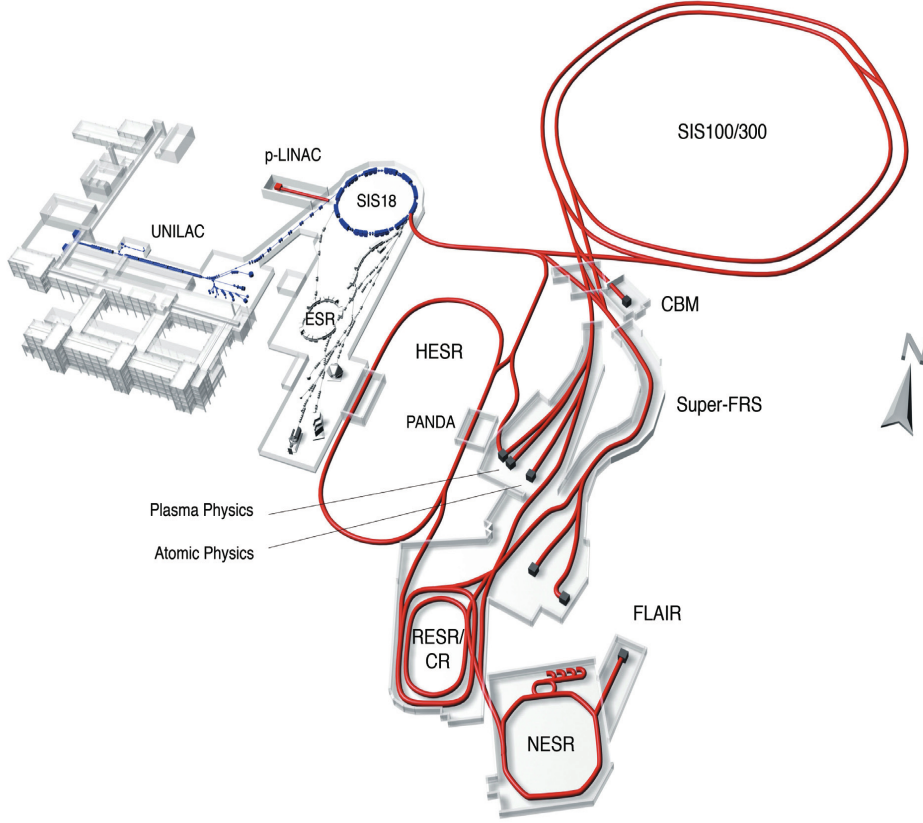 SIS100/300
p-LINAC
SIS18
UNILAC
CBM
ESR
HESR
N
Super-FRS
PANDA
Plasma Physics
Atomic Physics
FLAIR
RESR/
CR
NESR